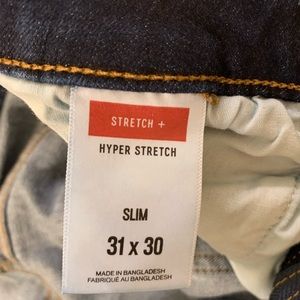 STRETCH +
HYPER STRETCH
SLIM
31 x 30
MADE IN BANGLADESH
FABRIQUÉ AU BANGLADESH